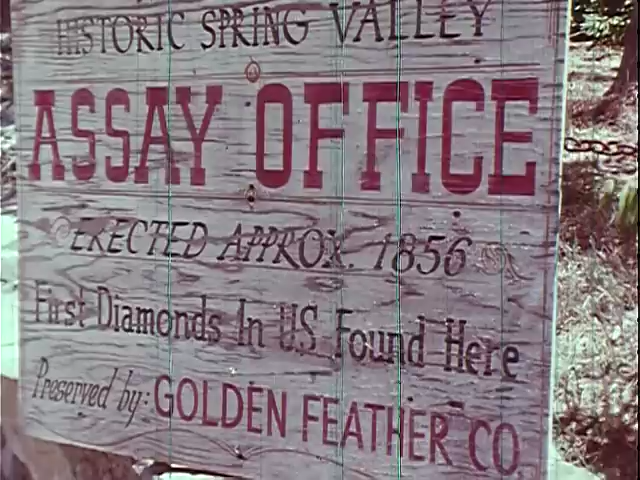 HISTORIC SPRING VALLEY
ASSAY OFFICE
ERECTED APPROX. 1856
First Diamonds In US Found Here
Preserved by: GOLDEN FEATHER CO.